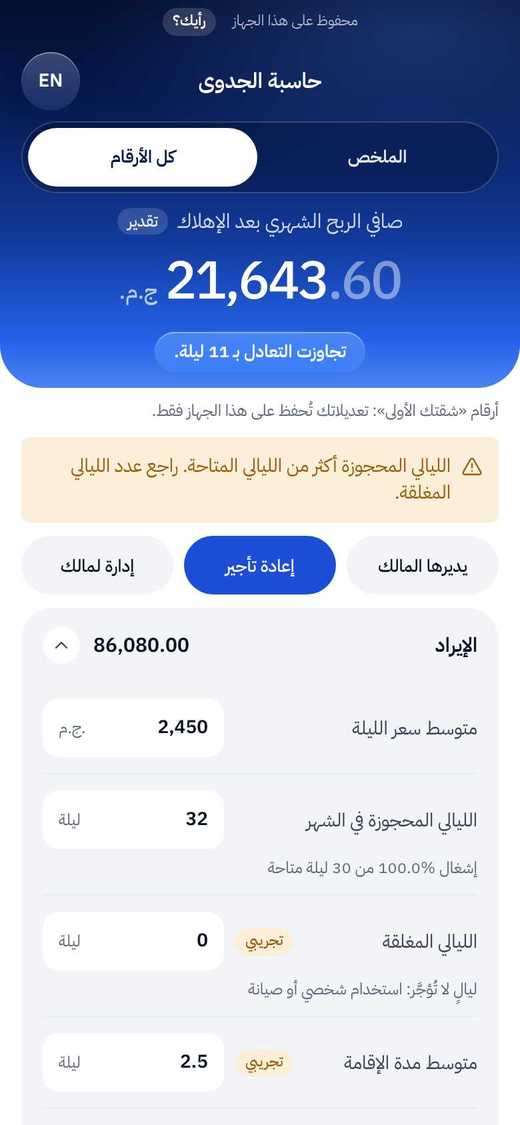 محفوظ على هذا الجهاز رأيك؟
حاسبة الجدوى EN
الملخص كل الأرقام
صافي الربح الشهري بعد الإهلاك تقدير
21,643.60 ج.م.
تجاوزت التعادل بـ 11 ليلة.
أرقام «شقتك الأولى»: تعديلاتك تُحفظ على هذا الجهاز فقط.
الليالي المحجوزة أكثر من الليالي المتاحة. راجع عدد الليالي
المغلقة.
يديرها المالك إعادة تأجير إدارة لمالك
الإيراد 86,080.00
متوسط سعر الليلة 2,450 ج.م.
الليالي المحجوزة في الشهر 32 ليلة
إشغال 100.0% من 30 ليلة متاحة
الليالي المغلقة تجريبي 0 ليلة
ليالٍ لا تُؤجَّر: استخدام شخصي أو صيانة
متوسط مدة الإقامة تجريبي 2.5 ليلة